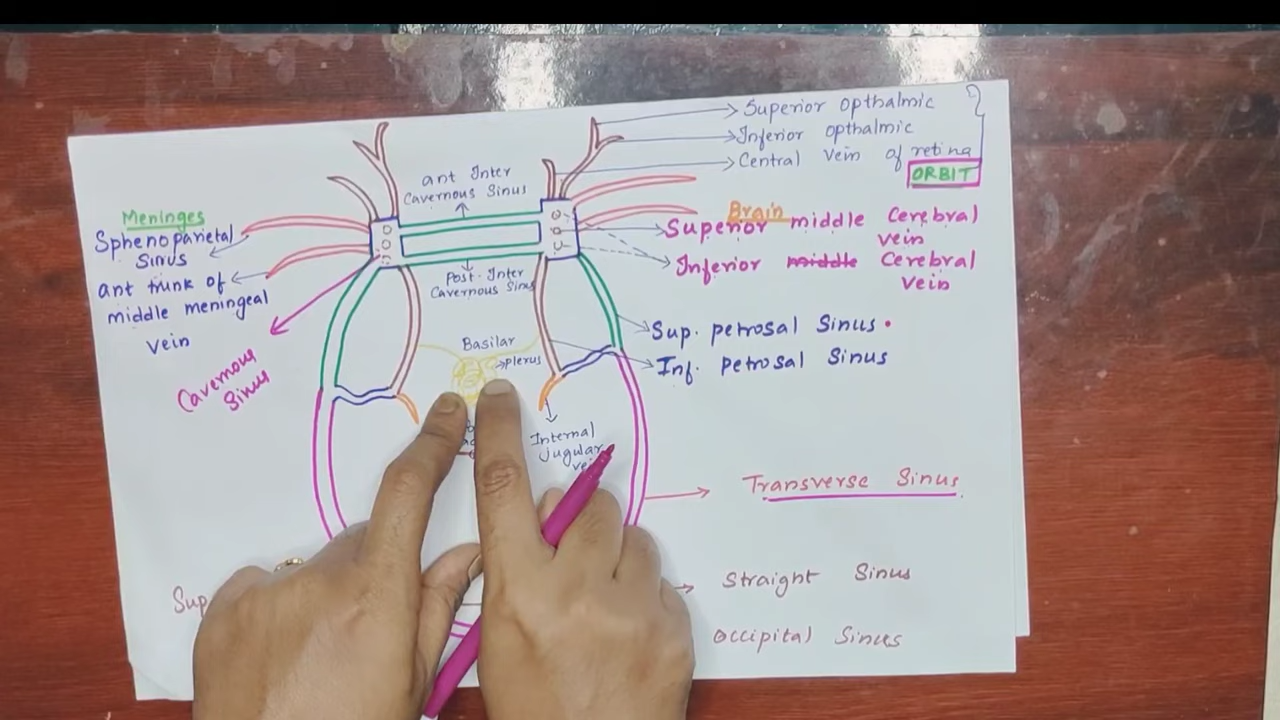 Superior opthalmic
Inferior opthalmic
Central vein of retina
ORBIT
ant Inter
Cavernous Sinus
Meninges
Sphenoparietal
Sinus
ant trunk of
middle meningeal
vein
Cavernous
Sinus
Post. Inter
Cavernous Sinus
Brain
Superior middle Cerebral
vein
Inferior middle Cerebral
vein
Sup. petrosal Sinus
Inf. petrosal Sinus
Basilar
plexus
Internal
jugular
Transverse Sinus
Straight Sinus
Occipital Sinus
Sup